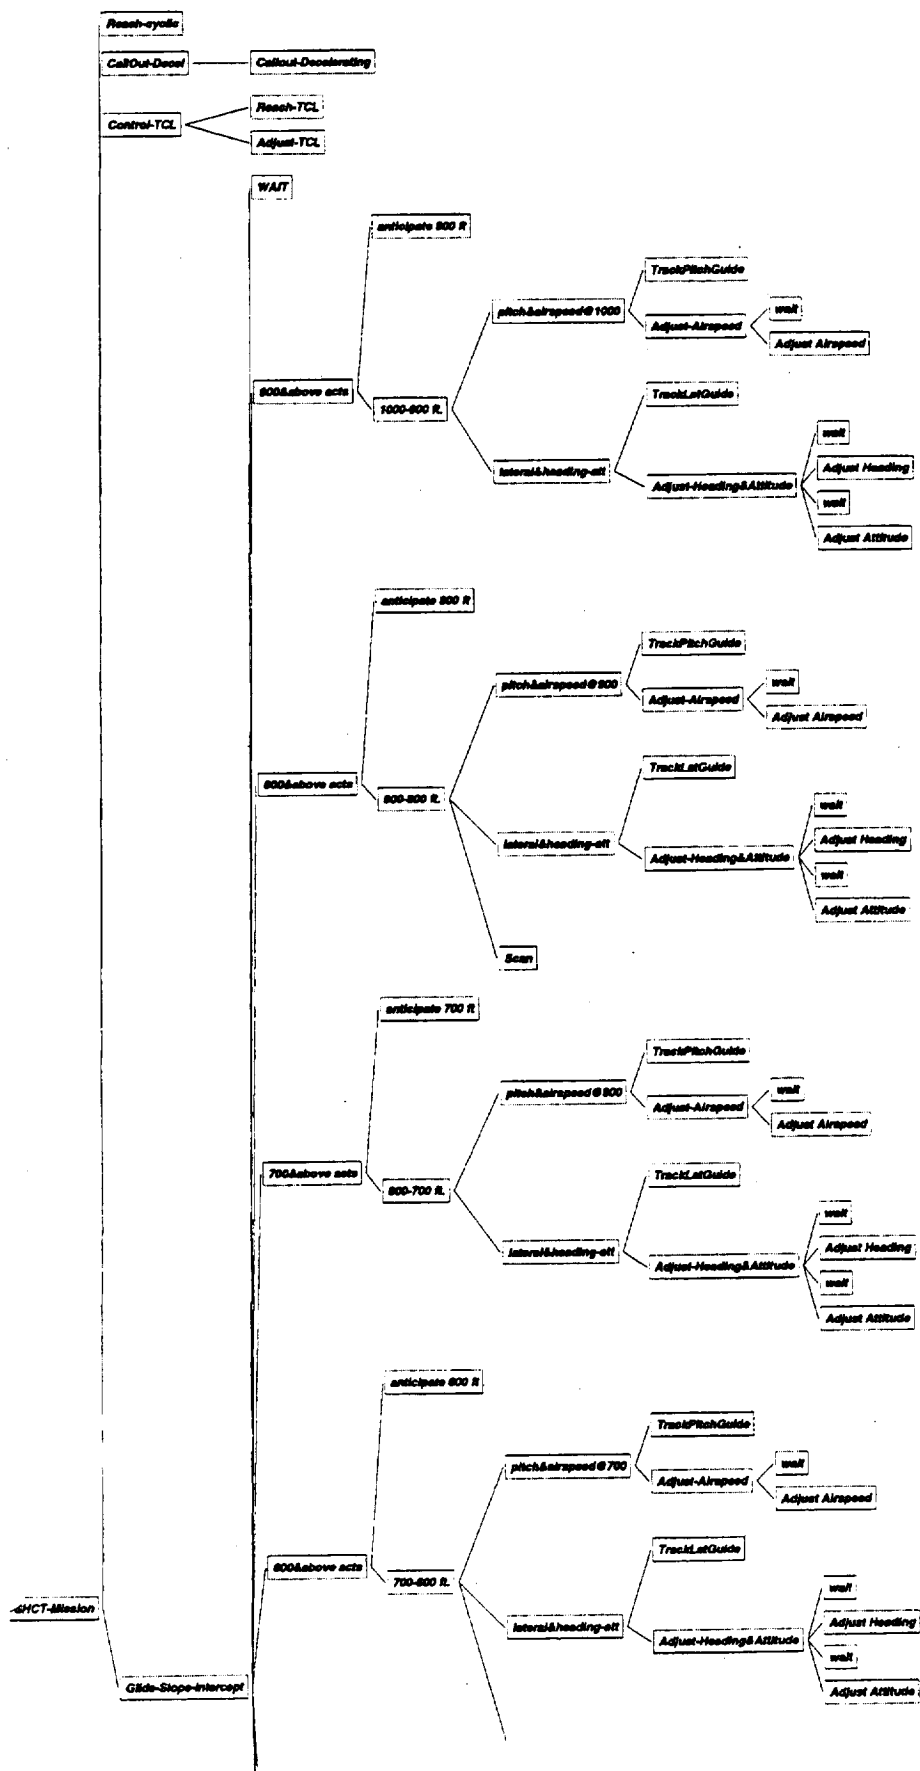 Reach-cyclic
CallOut-Decel
Callout-Decelerating
Reach-TCL
Control-TCL
Adjust-TCL
WAIT
anticipate 900 ft
TrackPitchGuide
pitch&airspeed@1000
wait
Adjust-Airspeed
Adjust Airspeed
900&above acts
TrackLatGuide
1000-900 ft.
wait
lateral&heading-att
Adjust Heading
Adjust-Heading&Attitude
wait
Adjust Attitude
anticipate 800 ft
TrackPitchGuide
pitch&airspeed@900
wait
Adjust-Airspeed
Adjust Airspeed
TrackLatGuide
800&above acts
900-800 ft.
wait
lateral&heading-att
Adjust Heading
Adjust-Heading&Attitude
wait
Adjust Attitude
Scan
anticipate 700 ft
TrackPitchGuide
pitch&airspeed@800
wait
Adjust-Airspeed
Adjust Airspeed
700&above acts
TrackLatGuide
800-700 ft.
wait
lateral&heading-att
Adjust Heading
Adjust-Heading&Attitude
wait
Adjust Attitude
anticipate 600 ft
TrackPitchGuide
pitch&airspeed@700
wait
Adjust-Airspeed
Adjust Airspeed
TrackLatGuide
600&above acts
700-600 ft.
wait
SHCT-Mission
lateral&heading-att
Adjust Heading
Adjust-Heading&Attitude
wait
Glide-Slope-Intercept
Adjust Attitude